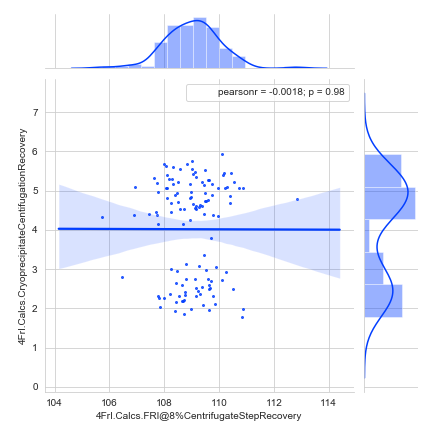 pearsonr = -0.0018; p = 0.98
4FrI.Calcs.CryoprecipitateCentrifugationRecovery
7
6
5
4
3
2
1
0
104 106 108 110 112 114
4FrI.Calcs.FRI@8%CentrifugateStepRecovery